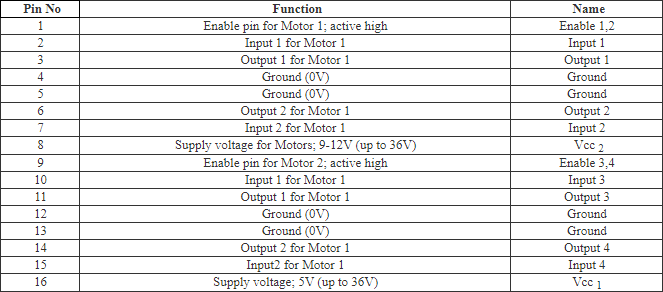 Pin No Function Name
1 Enable pin for Motor 1; active high Enable 1,2
2 Input 1 for Motor 1 Input 1
3 Output 1 for Motor 1 Output 1
4 Ground (0V) Ground
5 Ground (0V) Ground
6 Output 2 for Motor 1 Output 2
7 Input 2 for Motor 1 Input 2
8 Supply voltage for Motors; 9-12V (up to 36V) Vcc 2
9 Enable pin for Motor 2; active high Enable 3,4
10 Input 1 for Motor 1 Input 3
11 Output 1 for Motor 1 Output 3
12 Ground (0V) Ground
13 Ground (0V) Ground
14 Output 2 for Motor 1 Output 4
15 Input2 for Motor 1 Input 4
16 Supply voltage; 5V (up to 36V) Vcc 1